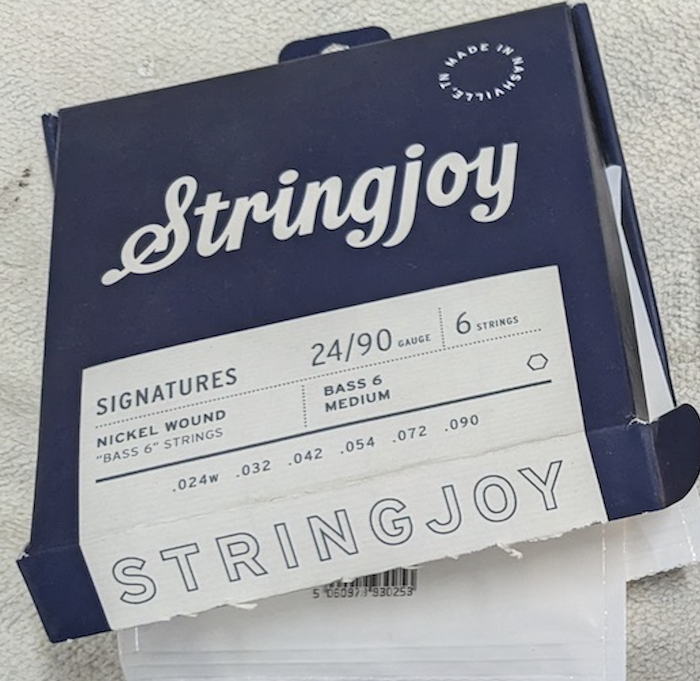 MADE IN NASHVILLE, TN
Stringjoy
SIGNATURES
24/90 GAUGE
6 STRINGS
NICKEL WOUND
"BASS 6" STRINGS
BASS 6
MEDIUM
.024w .032 .042 .054 .072 .090
STRINGJOY